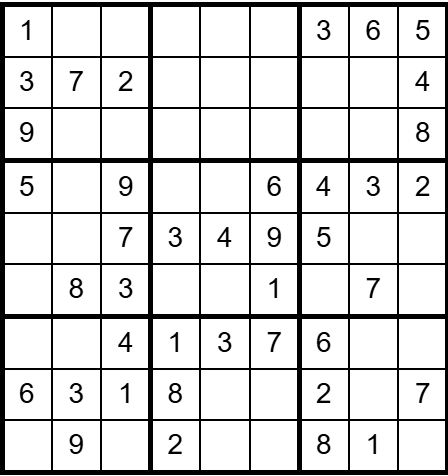 1 3 6 5
3 7 2 4
9 8
5 9 6 4 3 2
7 3 4 9 5
8 3 1 7
4 1 3 7 6
6 3 1 8 2 7
9 2 8 1